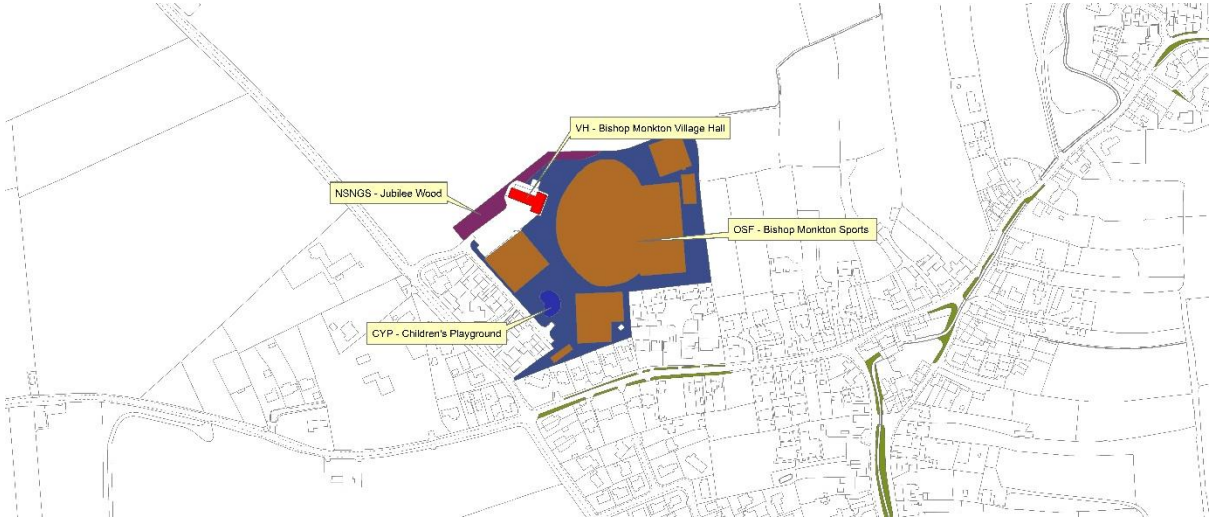 VH - Bishop Monkton Village Hall
NSNGS - Jubilee Wood
OSF - Bishop Monkton Sports
CYP - Children's Playground